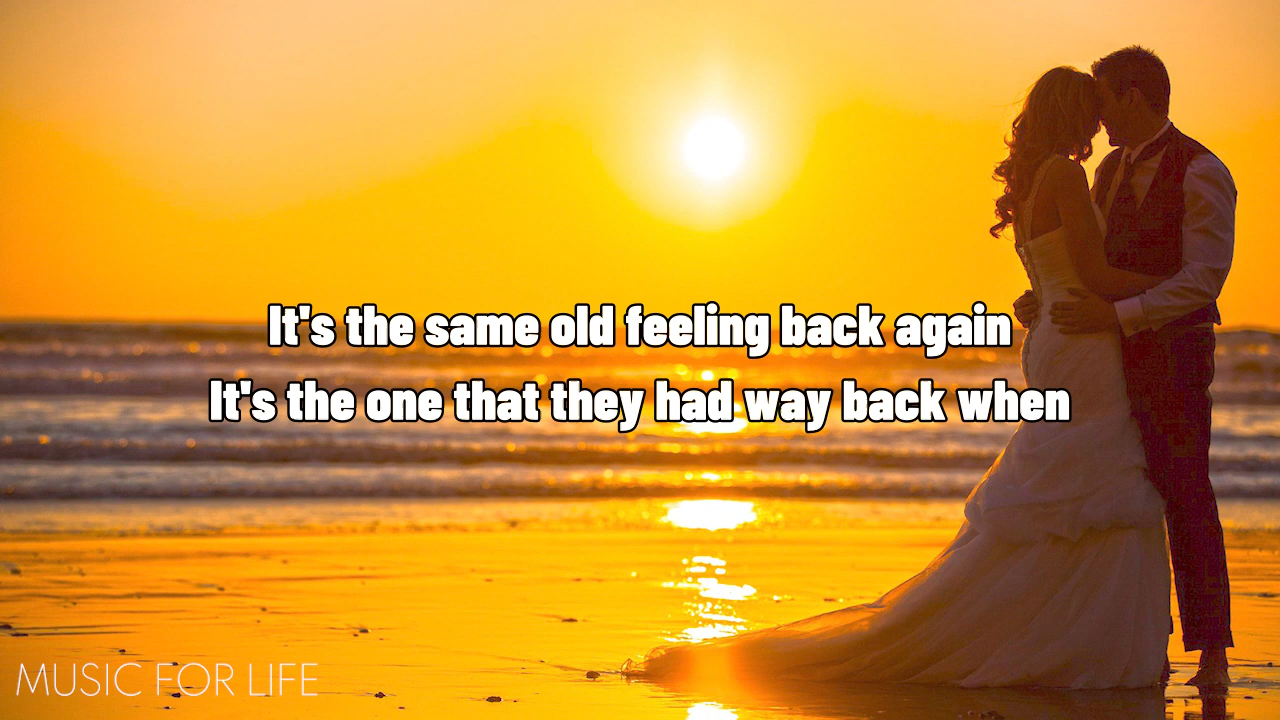 It's the same old feeling back again
It's the one that they had way back when
MUSIC FOR LIFE